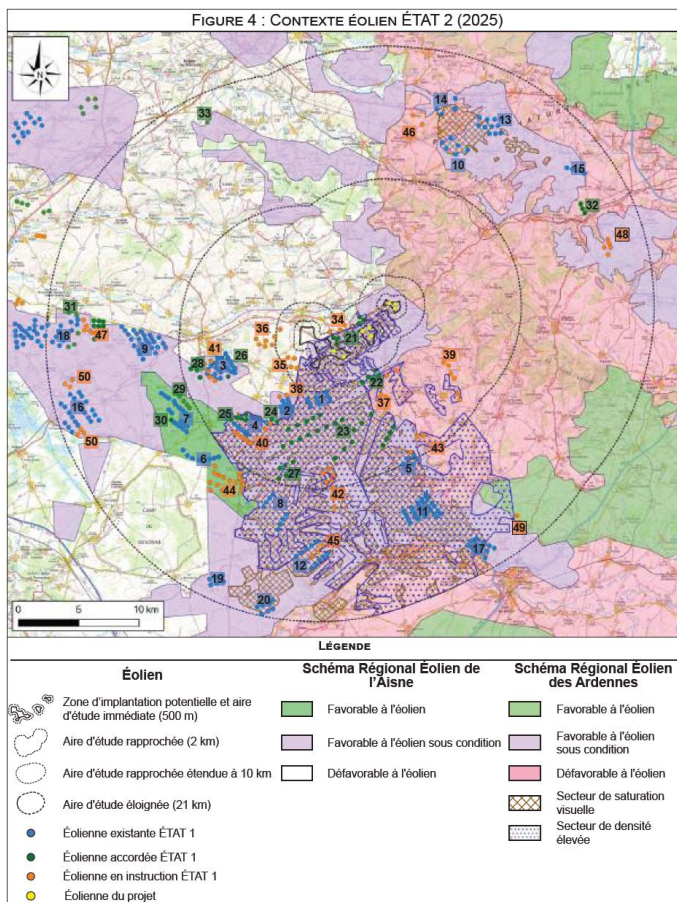 FIGURE 4 : CONTEXTE ÉOLIEN ÉTAT 2 (2025)
N
14
13
33
46
10
15
32
48
31
34
36
21
47
18
41
26
9
28
3
35
39
50
29
38
22
16
25
24
2
1
37
30
7
4
40
23
50
43
6
5
27
44
42
8
11
49
45
17
12
19
20
CAMP
DE
SISSONNE
0 5 10 km
LÉGENDE
Éolien
Zone d'implantation potentielle et aire
d'étude immédiate (500 m)
Aire d'étude rapprochée (2 km)
Aire d'étude rapprochée étendue à 10 km
Aire d'étude éloignée (21 km)
Éolienne existante ÉTAT 1
Éolienne accordée ÉTAT 1
Éolienne en instruction ÉTAT 1
Éolienne du projet
Schéma Régional Éolien de
l'Aisne
Favorable à l'éolien
Favorable à l'éolien sous condition
Défavorable à l'éolien
Schéma Régional Éolien
des Ardennes
Favorable à l'éolien
Favorable à l'éolien
sous condition
Défavorable à l'éolien
Secteur de saturation
visuelle
Secteur de densité
élevée